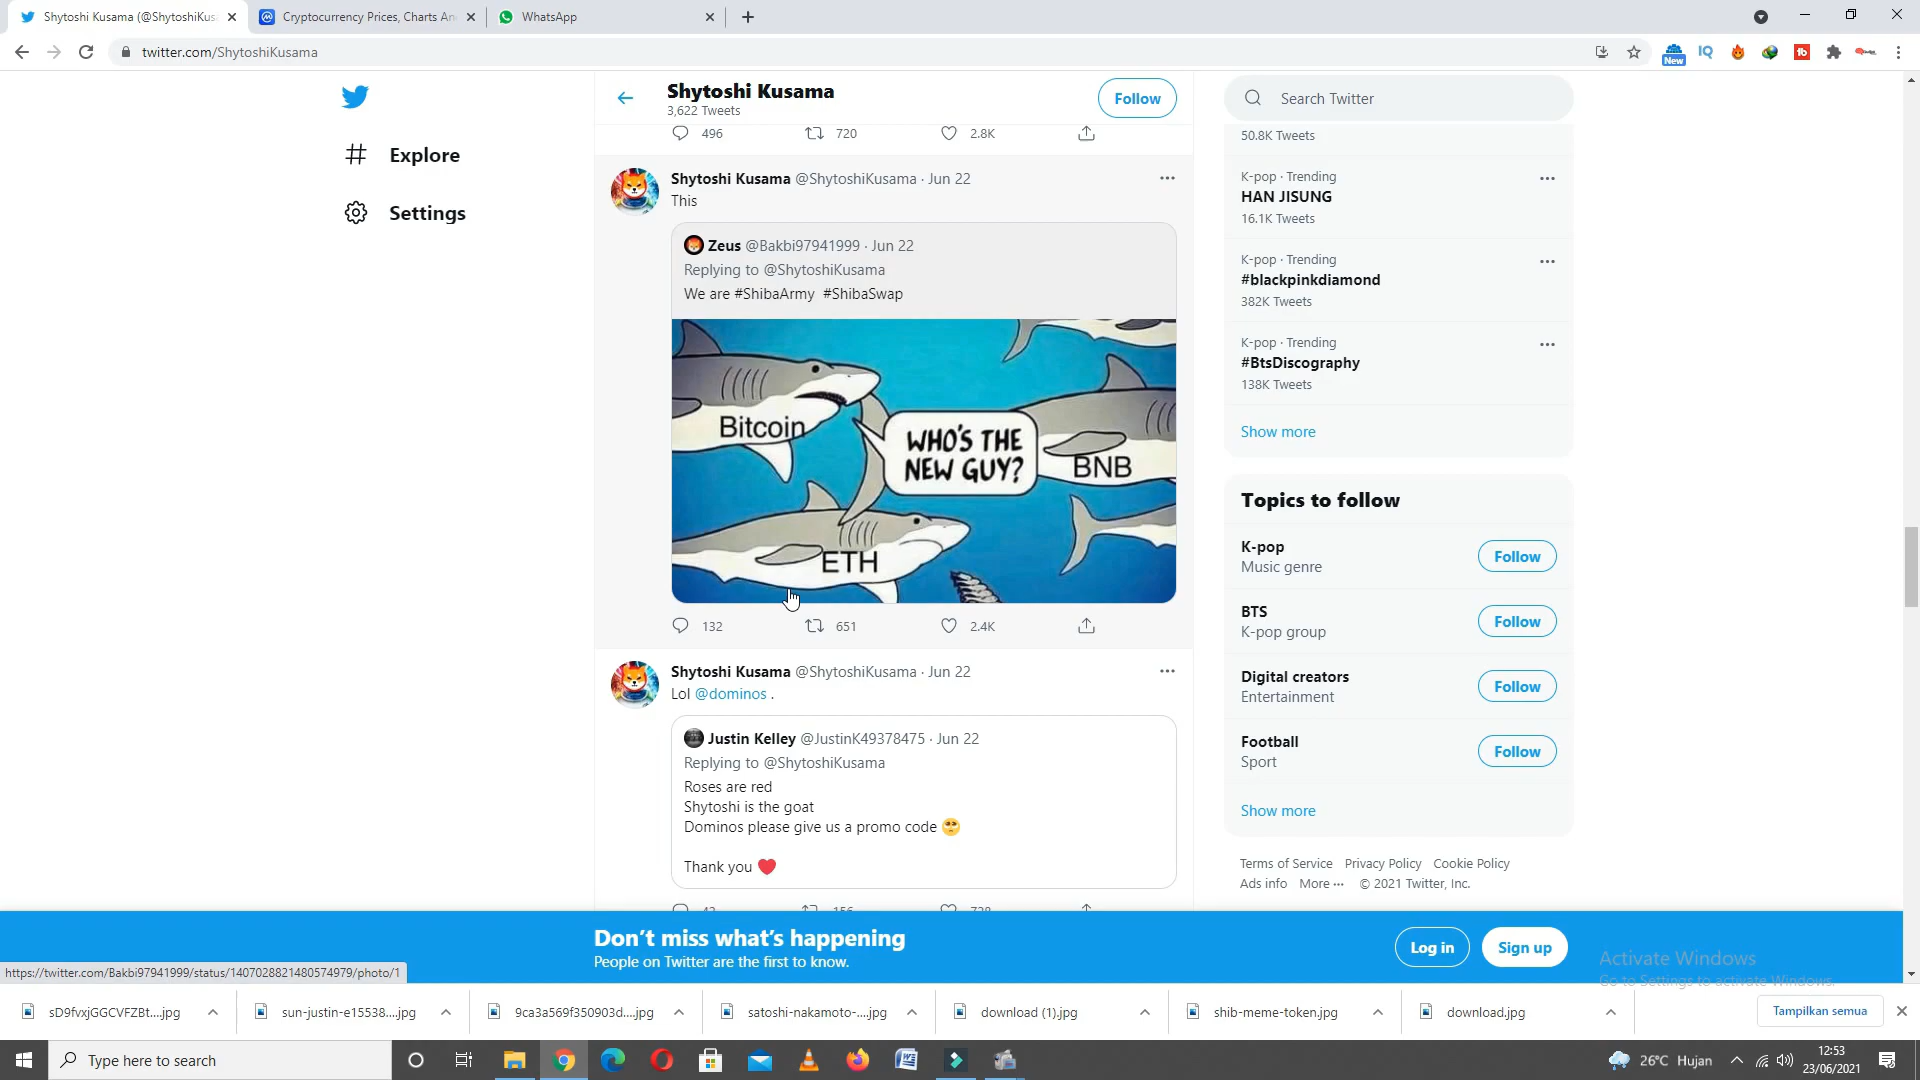 Shytoshi Kusama (@ShytoshiKus
Cryptocurrency Prices, Charts An
WhatsApp
twitter.com/ShytoshiKusama
New
IQ
Explore
Settings
Shytoshi Kusama
3,622 Tweets
Follow
496
720
2.8K
Shytoshi Kusama @ShytoshiKusama · Jun 22
This
Zeus @Bakbi97941999 · Jun 22
Replying to @ShytoshiKusama
We are #ShibaArmy #ShibaSwap
Bitcoin
WHO'S THE
NEW GUY?
BNB
ETH
132
651
2.4K
Shytoshi Kusama @ShytoshiKusama · Jun 22
Lol @dominos .
Justin Kelley @JustinK49378475 · Jun 22
Replying to @ShytoshiKusama
Roses are red
Shytoshi is the goat
Dominos please give us a promo code 🥺
Thank you ❤️
Search Twitter
50.8K Tweets
K-pop · Trending
HAN JISUNG
16.1K Tweets
K-pop · Trending
#blackpinkdiamond
382K Tweets
K-pop · Trending
#BtsDiscography
138K Tweets
Show more
Topics to follow
K-pop
Music genre
Follow
BTS
K-pop group
Follow
Digital creators
Entertainment
Follow
Football
Sport
Follow
Show more
Terms of Service Privacy Policy Cookie Policy
Ads info More ··· © 2021 Twitter, Inc.
Don't miss what's happening
People on Twitter are the first to know.
Log in
Sign up
Activate Windows
Go to Settings to activate Windows.
https://twitter.com/Bakbi97941999/status/1407028821480574979/photo/1
sD9fvxjGGCVFZBt....jpg
sun-justin-e15538....jpg
9ca3a569f350903d....jpg
satoshi-nakamoto-....jpg
download (1).jpg
shib-meme-token.jpg
download.jpg
Tampilkan semua
Type here to search
26°C Hujan
12:53
23/06/2021